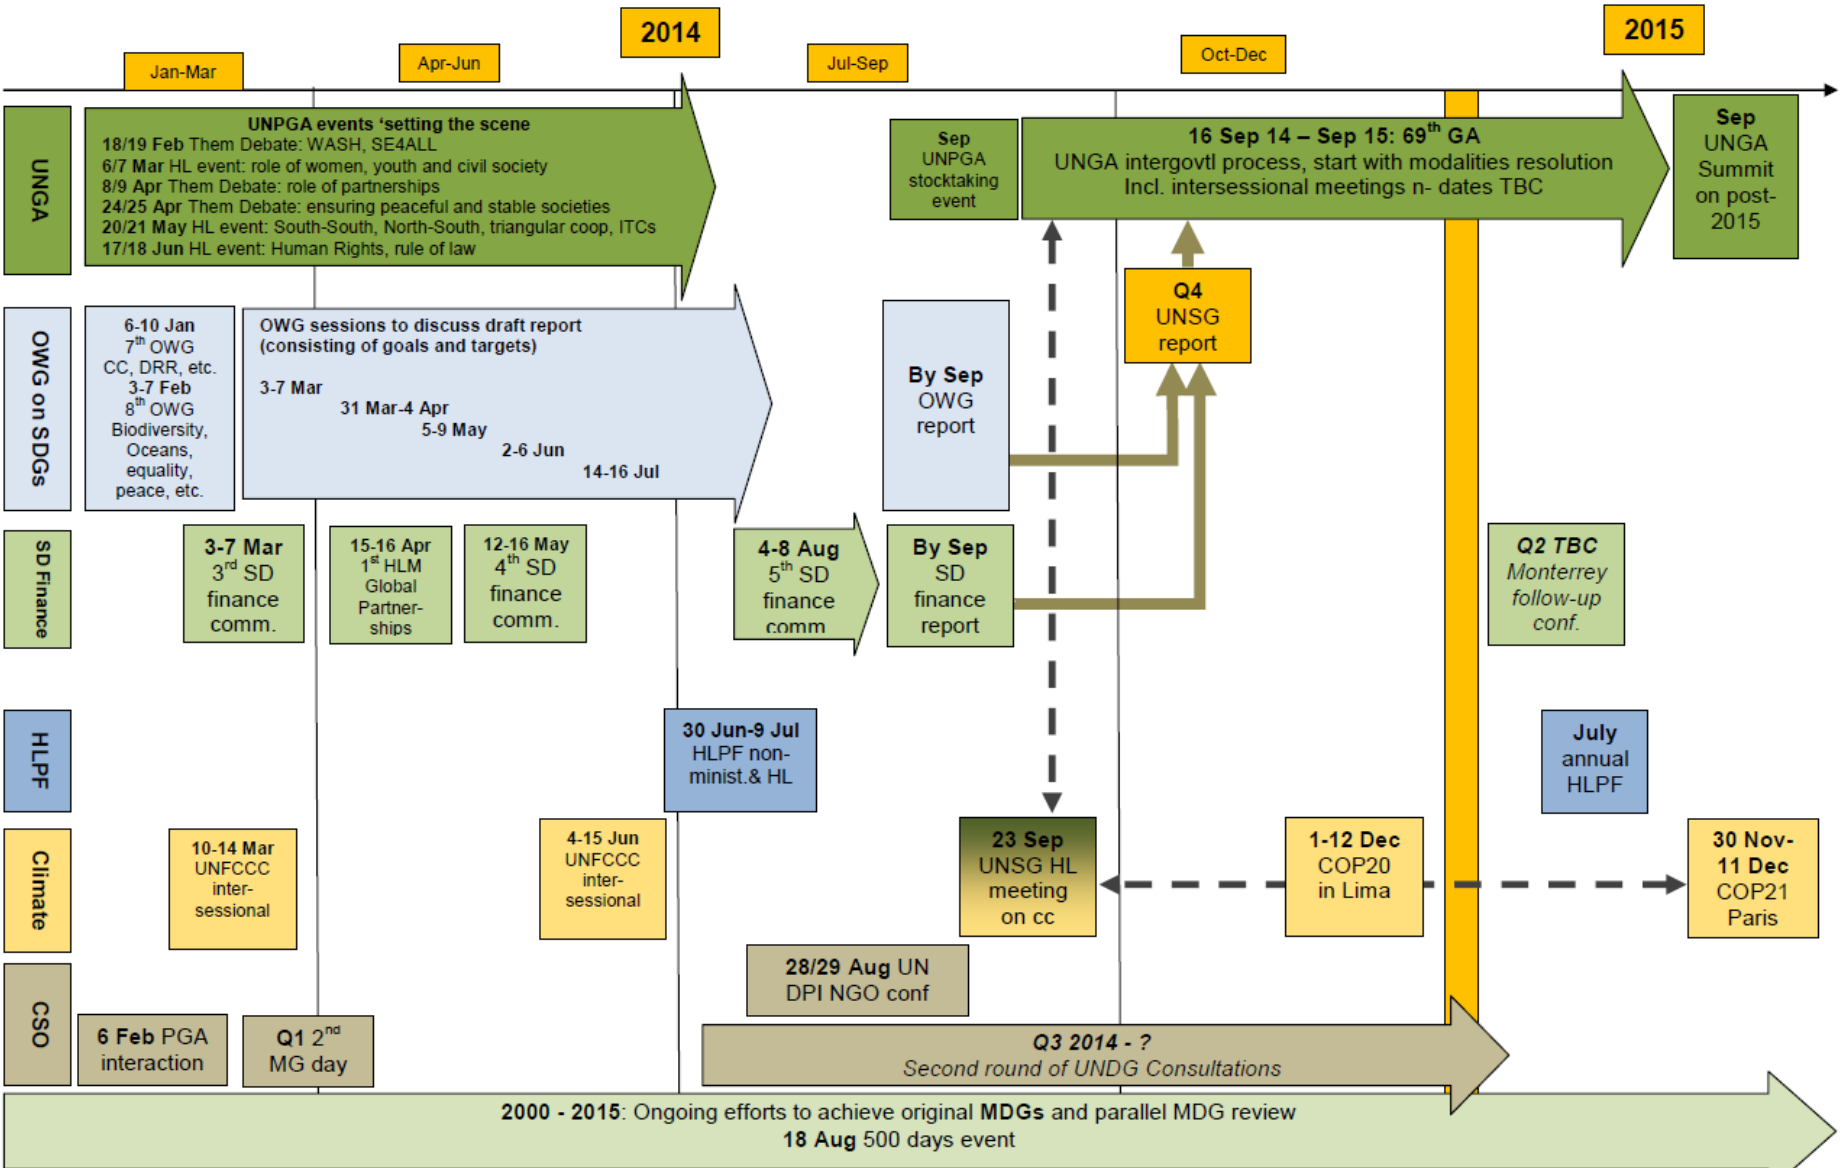 2014
2015
Jan-Mar
Apr-Jun
Jul-Sep
Oct-Dec
UNGA
UNPGA events ‘setting the scene
18/19 Feb Them Debate: WASH, SE4ALL
6/7 Mar HL event: role of women, youth and civil society
8/9 Apr Them Debate: role of partnerships
24/25 Apr Them Debate: ensuring peaceful and stable societies
20/21 May HL event: South-South, North-South, triangular coop, ITCs
17/18 Jun HL event: Human Rights, rule of law
Sep
UNPGA
stocktaking
event
16 Sep 14 – Sep 15: 69th GA
UNGA intergovtl process, start with modalities resolution
Incl. intersessional meetings n- dates TBC
Sep
UNGA
Summit
on post-
2015
OWG on SDGs
6-10 Jan
7th OWG
CC, DRR, etc.
3-7 Feb
8th OWG
Biodiversity,
Oceans,
equality,
peace, etc.
OWG sessions to discuss draft report
(consisting of goals and targets)
3-7 Mar
31 Mar-4 Apr
5-9 May
2-6 Jun
14-16 Jul
By Sep
OWG
report
Q4
UNSG
report
SD Finance
3-7 Mar
3rd SD
finance
comm.
15-16 Apr
1st HLM
Global
Partner-
ships
12-16 May
4th SD
finance
comm.
4-8 Aug
5th SD
finance
comm
By Sep
SD
finance
report
Q2 TBC
Monterrey
follow-up
conf.
HLPF
30 Jun-9 Jul
HLPF non-
minist.& HL
July
annual
HLPF
Climate
10-14 Mar
UNFCCC
inter-
sessional
4-15 Jun
UNFCCC
inter-
sessional
23 Sep
UNSG HL
meeting
on cc
1-12 Dec
COP20
in Lima
30 Nov-
11 Dec
COP21
Paris
CSO
6 Feb PGA
interaction
Q1 2nd
MG day
28/29 Aug UN
DPI NGO conf
Q3 2014 - ?
Second round of UNDG Consultations
2000 - 2015: Ongoing efforts to achieve original MDGs and parallel MDG review
18 Aug 500 days event